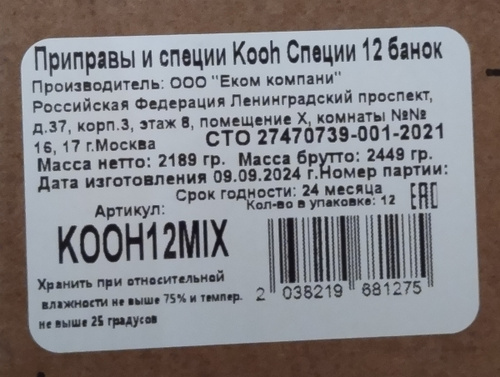 Приправы и специи Kooh Специи 12 банок
Производитель: ООО "Еком компани"
Российская Федерация Ленинградский проспект,
д.37, корп.3, этаж 8, помещение X, комнаты №№
16, 17 г.Москва СТО 27470739-001-2021
Масса нетто: 2189 гр. Масса брутто: 2449 гр.
Дата изготовления 09.09.2024 г.Номер партии:
Срок годности: 24 месяца
Артикул: Кол-во в упаковке: 12 EAC
KOOH12MIX
Хранить при относительной
влажности не выше 75% и темпер.
не выше 25 градусов
2 038219 681275